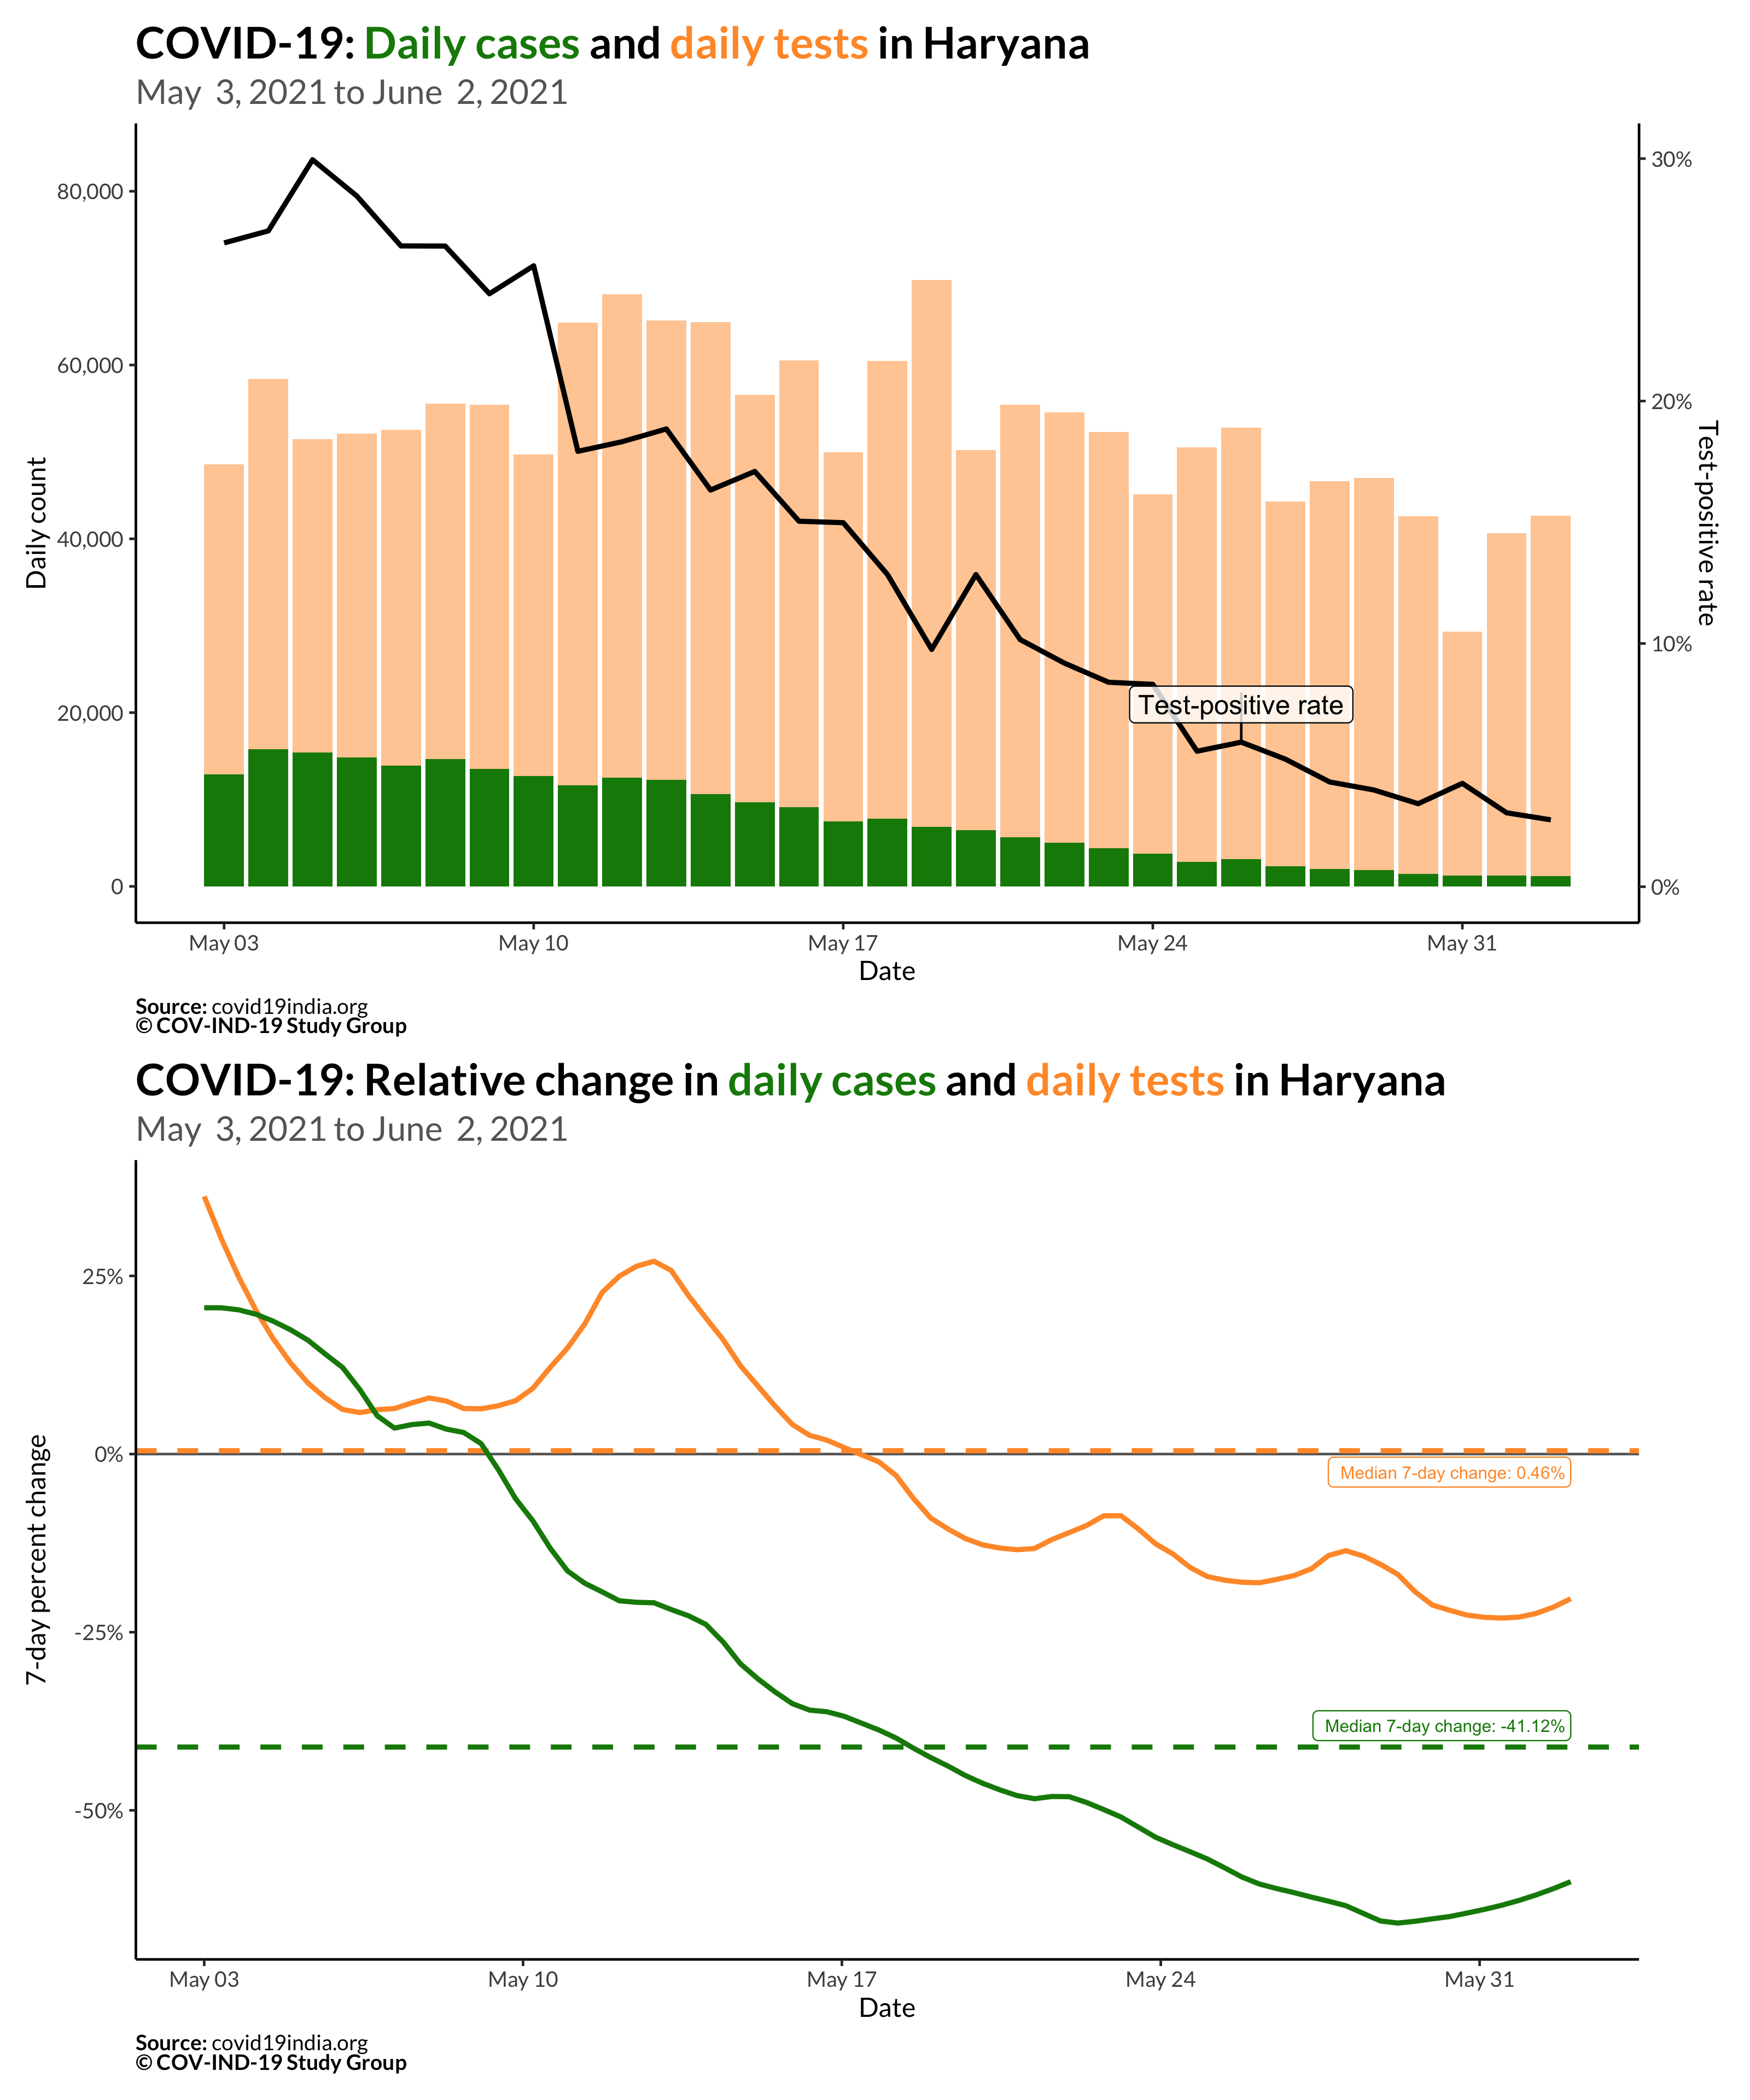 COVID-19: Daily cases and daily tests in Haryana
May  3, 2021 to June  2, 2021
Daily count
80,000
60,000
40,000
20,000
0
30%
20%
10%
0%
Test-positive rate
Test-positive rate
May 03 May 10 May 17 May 24 May 31
Date
Source: covid19india.org
© COV-IND-19 Study Group
COVID-19: Relative change in daily cases and daily tests in Haryana
May  3, 2021 to June  2, 2021
7-day percent change
25%
0%
-25%
-50%
Median 7-day change: 0.46%
Median 7-day change: -41.12%
May 03 May 10 May 17 May 24 May 31
Date
Source: covid19india.org
© COV-IND-19 Study Group